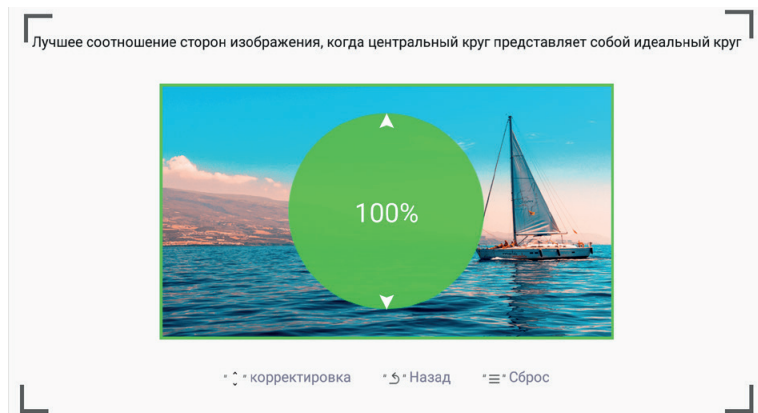 Лучшее соотношение сторон изображения, когда центральный круг представляет собой идеальный круг
100%
" " корректировка " " Назад " " Сброс